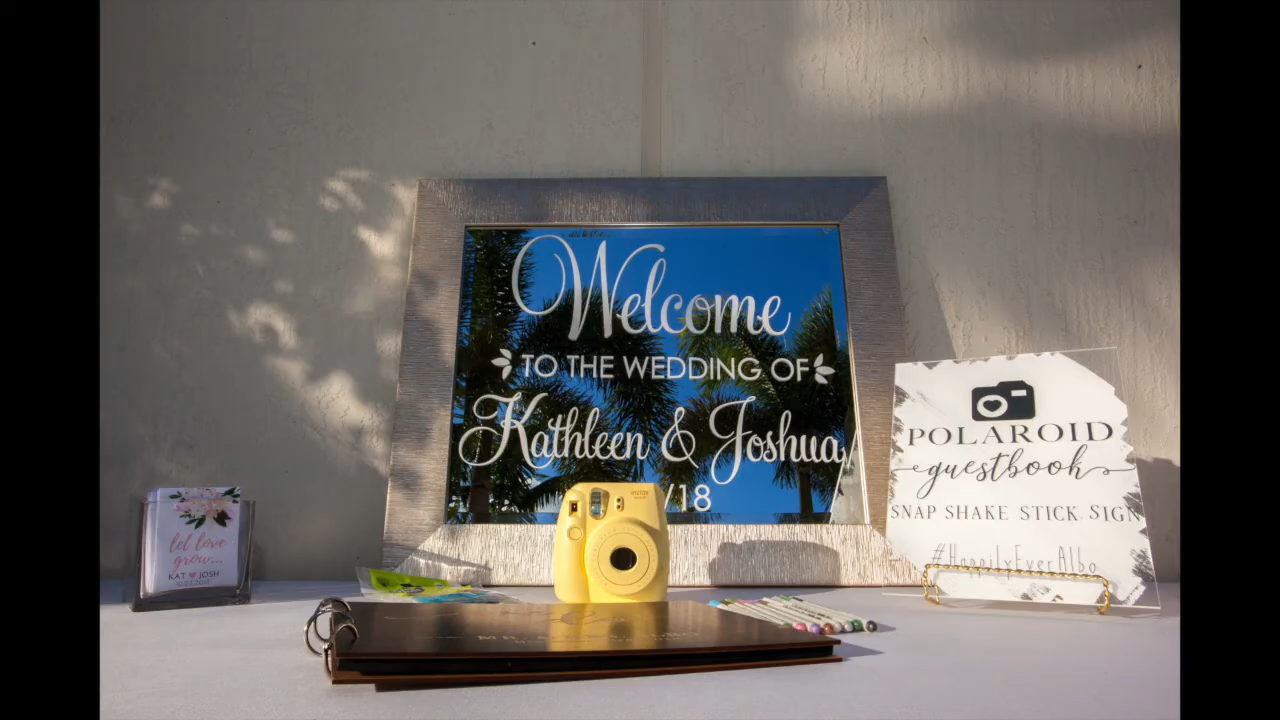 Welcome
TO THE WEDDING OF
Kathleen & Joshua
/18
POLAROID
guestbook
SNAP SHAKE STICK SIGN
#HappilyEverAlbo
let love
grow...
KAT JOSH
instax